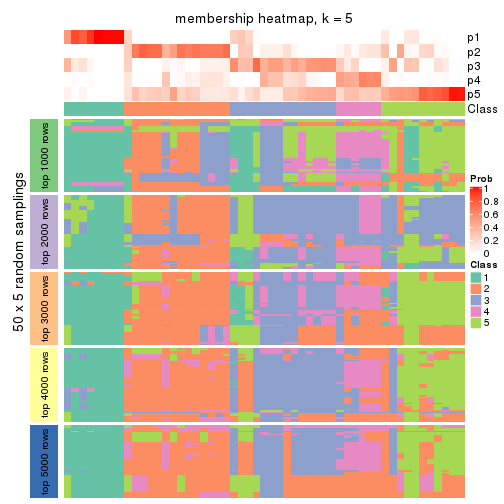 membership heatmap, k = 5
p1
p2
p3
p4
p5
Class
50 x 5 random samplings
top 1000 rows
top 2000 rows
top 3000 rows
top 4000 rows
top 5000 rows
Prob
1
0.8
0.6
0.4
0.2
0
Class
1
2
3
4
5